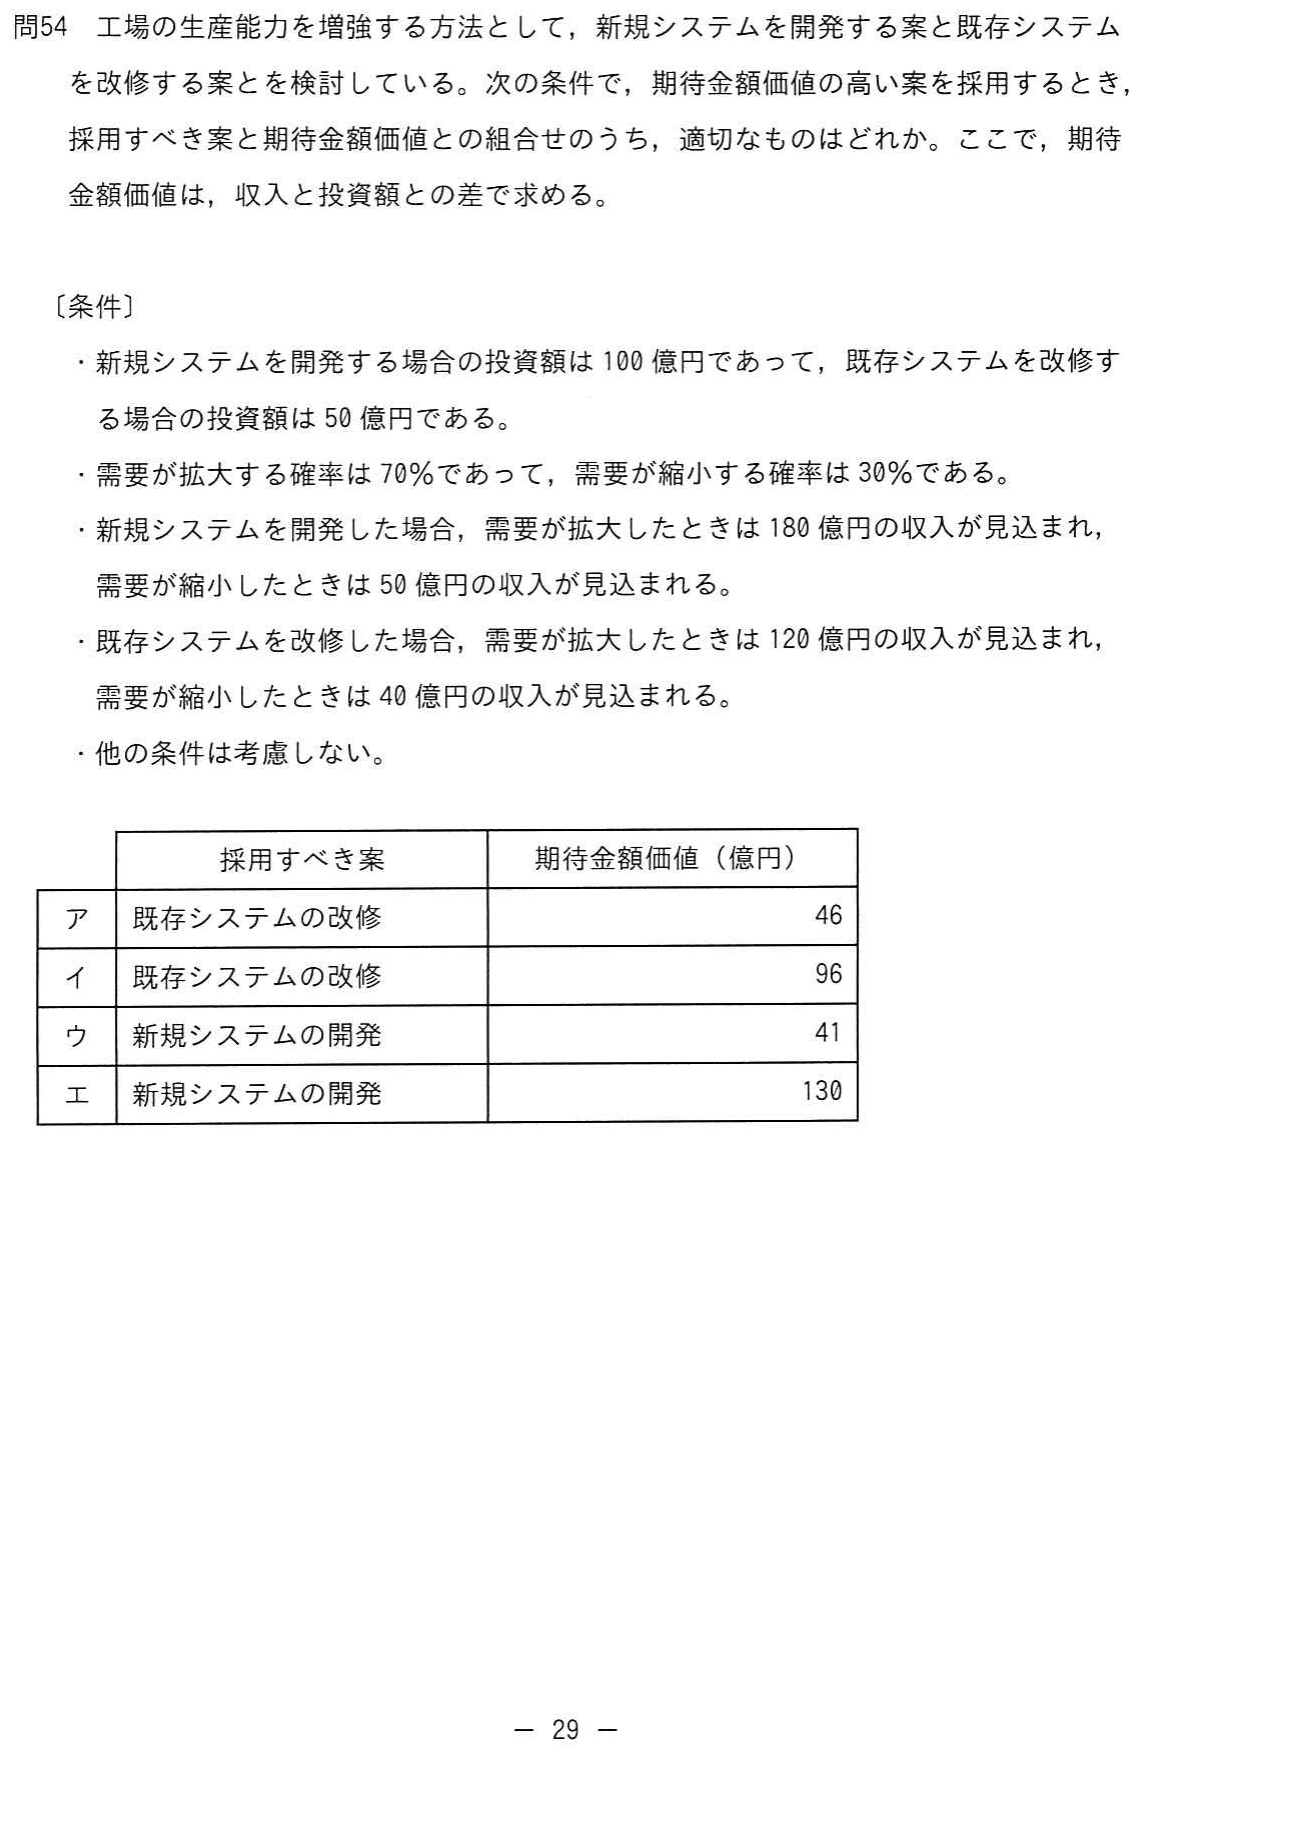 問54　工場の生産能力を増強する方法として，新規システムを開発する案と既存システム
を改修する案とを検討している。次の条件で，期待金額価値の高い案を採用するとき，
採用すべき案と期待金額価値との組合せのうち，適切なものはどれか。ここで，期待
金額価値は，収入と投資額との差で求める。
〔条件〕
・新規システムを開発する場合の投資額は 100 億円であって，既存システムを改修す
る場合の投資額は 50 億円である。
・需要が拡大する確率は 70％であって，需要が縮小する確率は 30％である。
・新規システムを開発した場合，需要が拡大したときは 180 億円の収入が見込まれ，
需要が縮小したときは 50 億円の収入が見込まれる。
・既存システムを改修した場合，需要が拡大したときは 120 億円の収入が見込まれ，
需要が縮小したときは 40 億円の収入が見込まれる。
・他の条件は考慮しない。
採用すべき案　期待金額価値（億円）
ア　既存システムの改修　46
イ　既存システムの改修　96
ウ　新規システムの開発　41
エ　新規システムの開発　130
－ 29 －